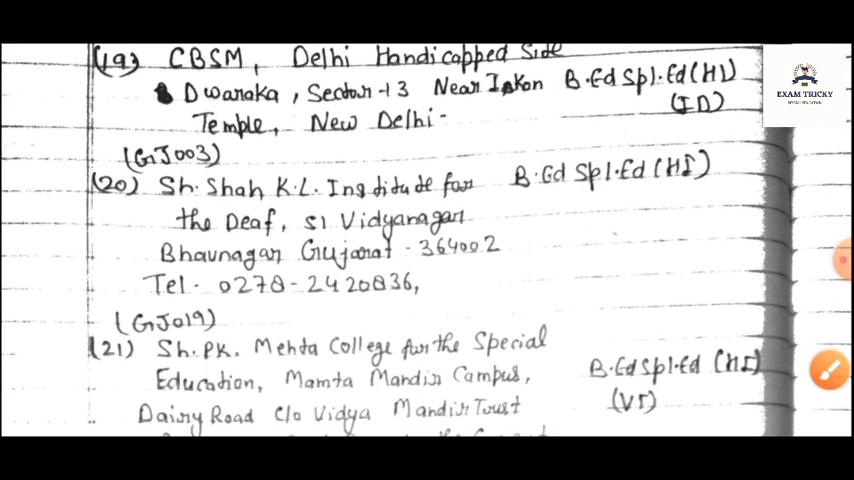 (19) CBSM, Delhi Handicapped Side
Dwaraka, Sector-13 Near Iskon B.Ed Spl.Ed (HI)
Temple, New Delhi- (ID)
(GJ003)
(20) Sh. Shah K.L. Institute for B.Ed Spl.Ed (HI)
the Deaf, 51 Vidyanagar
Bhavnagar Gujarat - 364002
Tel - 0278-2420836,
(GJ019)
(21) Sh. P.K. Mehta College for the Special
Education, Mamta Mandir Campus, B.Ed Spl.Ed (HI)
Dairy Road C/o Vidya Mandir Trust (VI)
EXAM TRICKY
SPECIAL EDUCATION